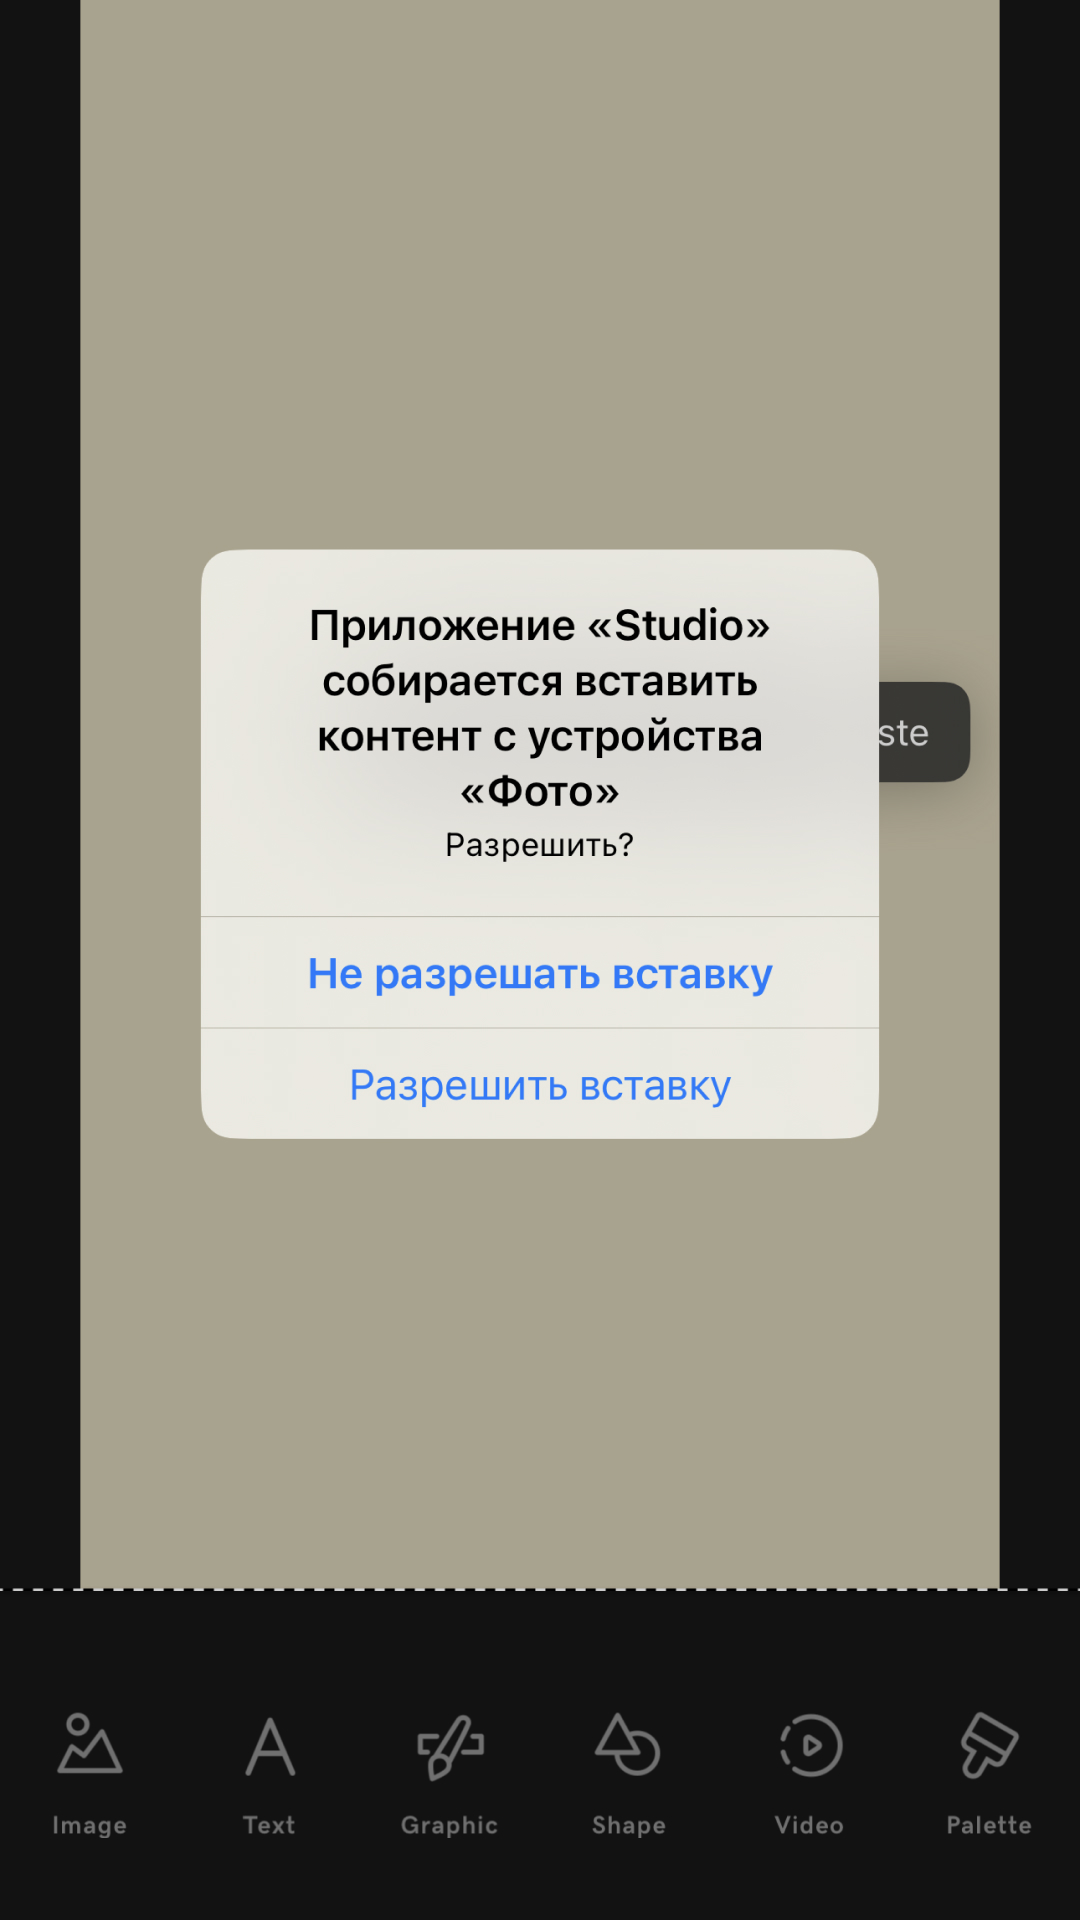 Приложение «Studio»
собирается вставить
контент с устройства
«Фото»
Разрешить?
ste
Не разрешать вставку
Разрешить вставку
Image
Text
Graphic
Shape
Video
Palette